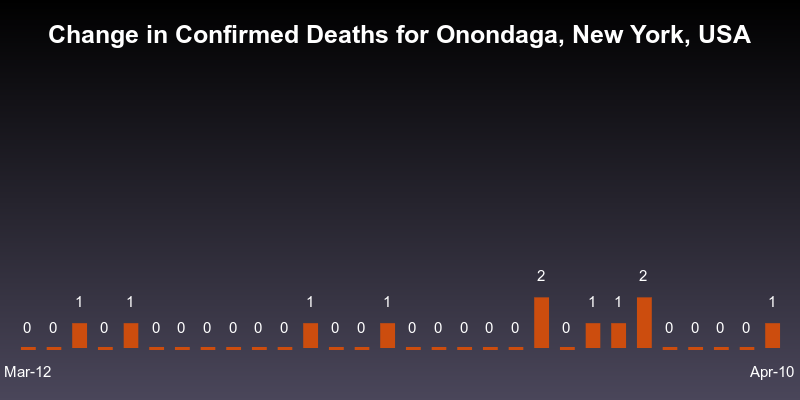 Change in Confirmed Deaths for Onondaga, New York, USA
2 2
1 1 1 1 1 1 1
0 0 0 0 0 0 0 0 0 0 0 0 0 0 0 0 0 0 0 0 0
Mar-12 Apr-10